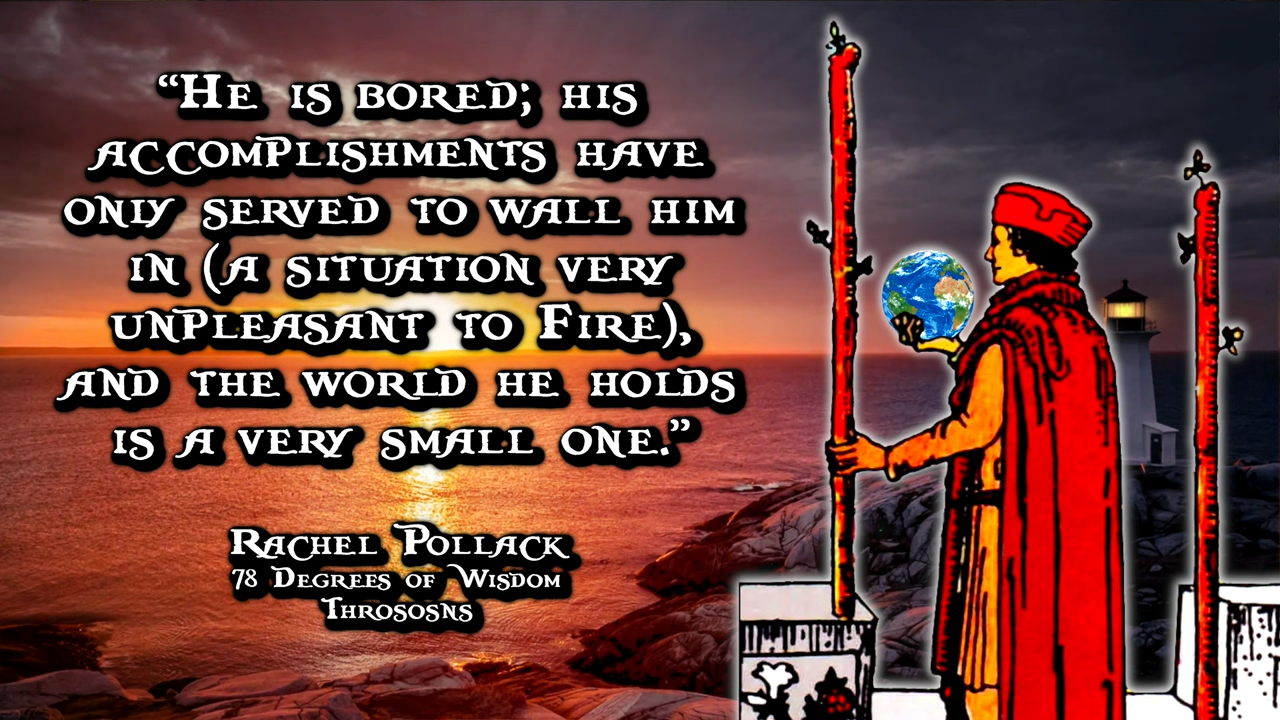 “He is bored; his
accomplishments have
only served to wall him
in (a situation very
unpleasant to Fire),
and the world he holds
is a very small one.”
Rachel Pollack
78 Degrees of Wisdom
Thrososns